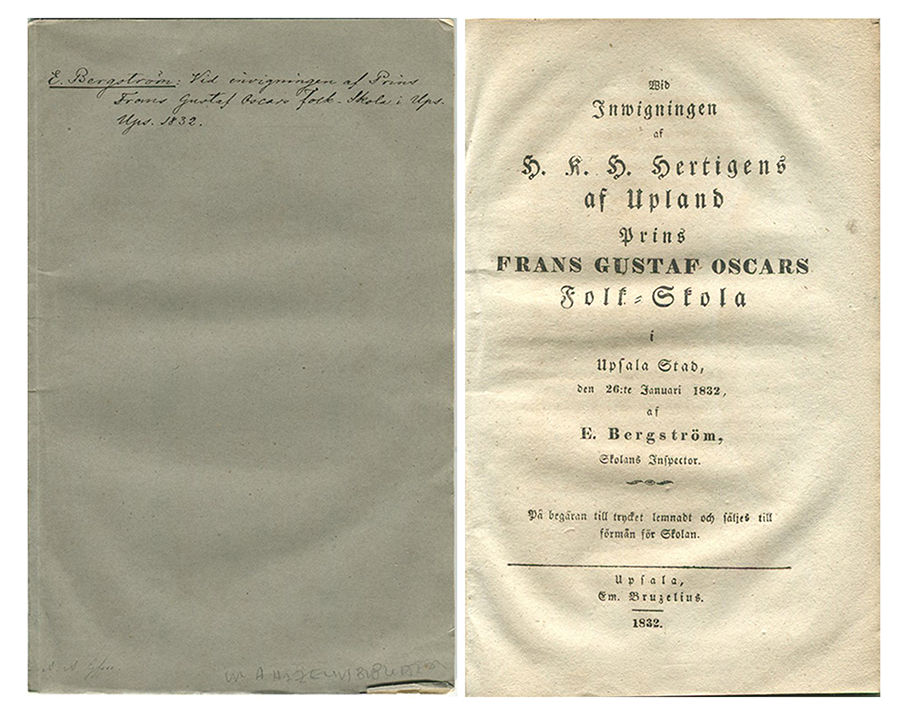 E. Bergström: Vid invigningen af Prins
Frans Gustaf Oscars folk-skola i Ups.
Ups. 1832.
Wid
Inwigningen
af
H. K. H. Hertigens
af Upland
Prins
FRANS GUSTAF OSCARS
Folk-Skola
i
Upsala Stad,
den 26:te Januari 1832,
af
E. Bergström,
Skolans Inspector.
På begäran till trycket lemnadt och säljes till
förmån för Skolan.
Upsala,
Em. Bruzelius.
1832.